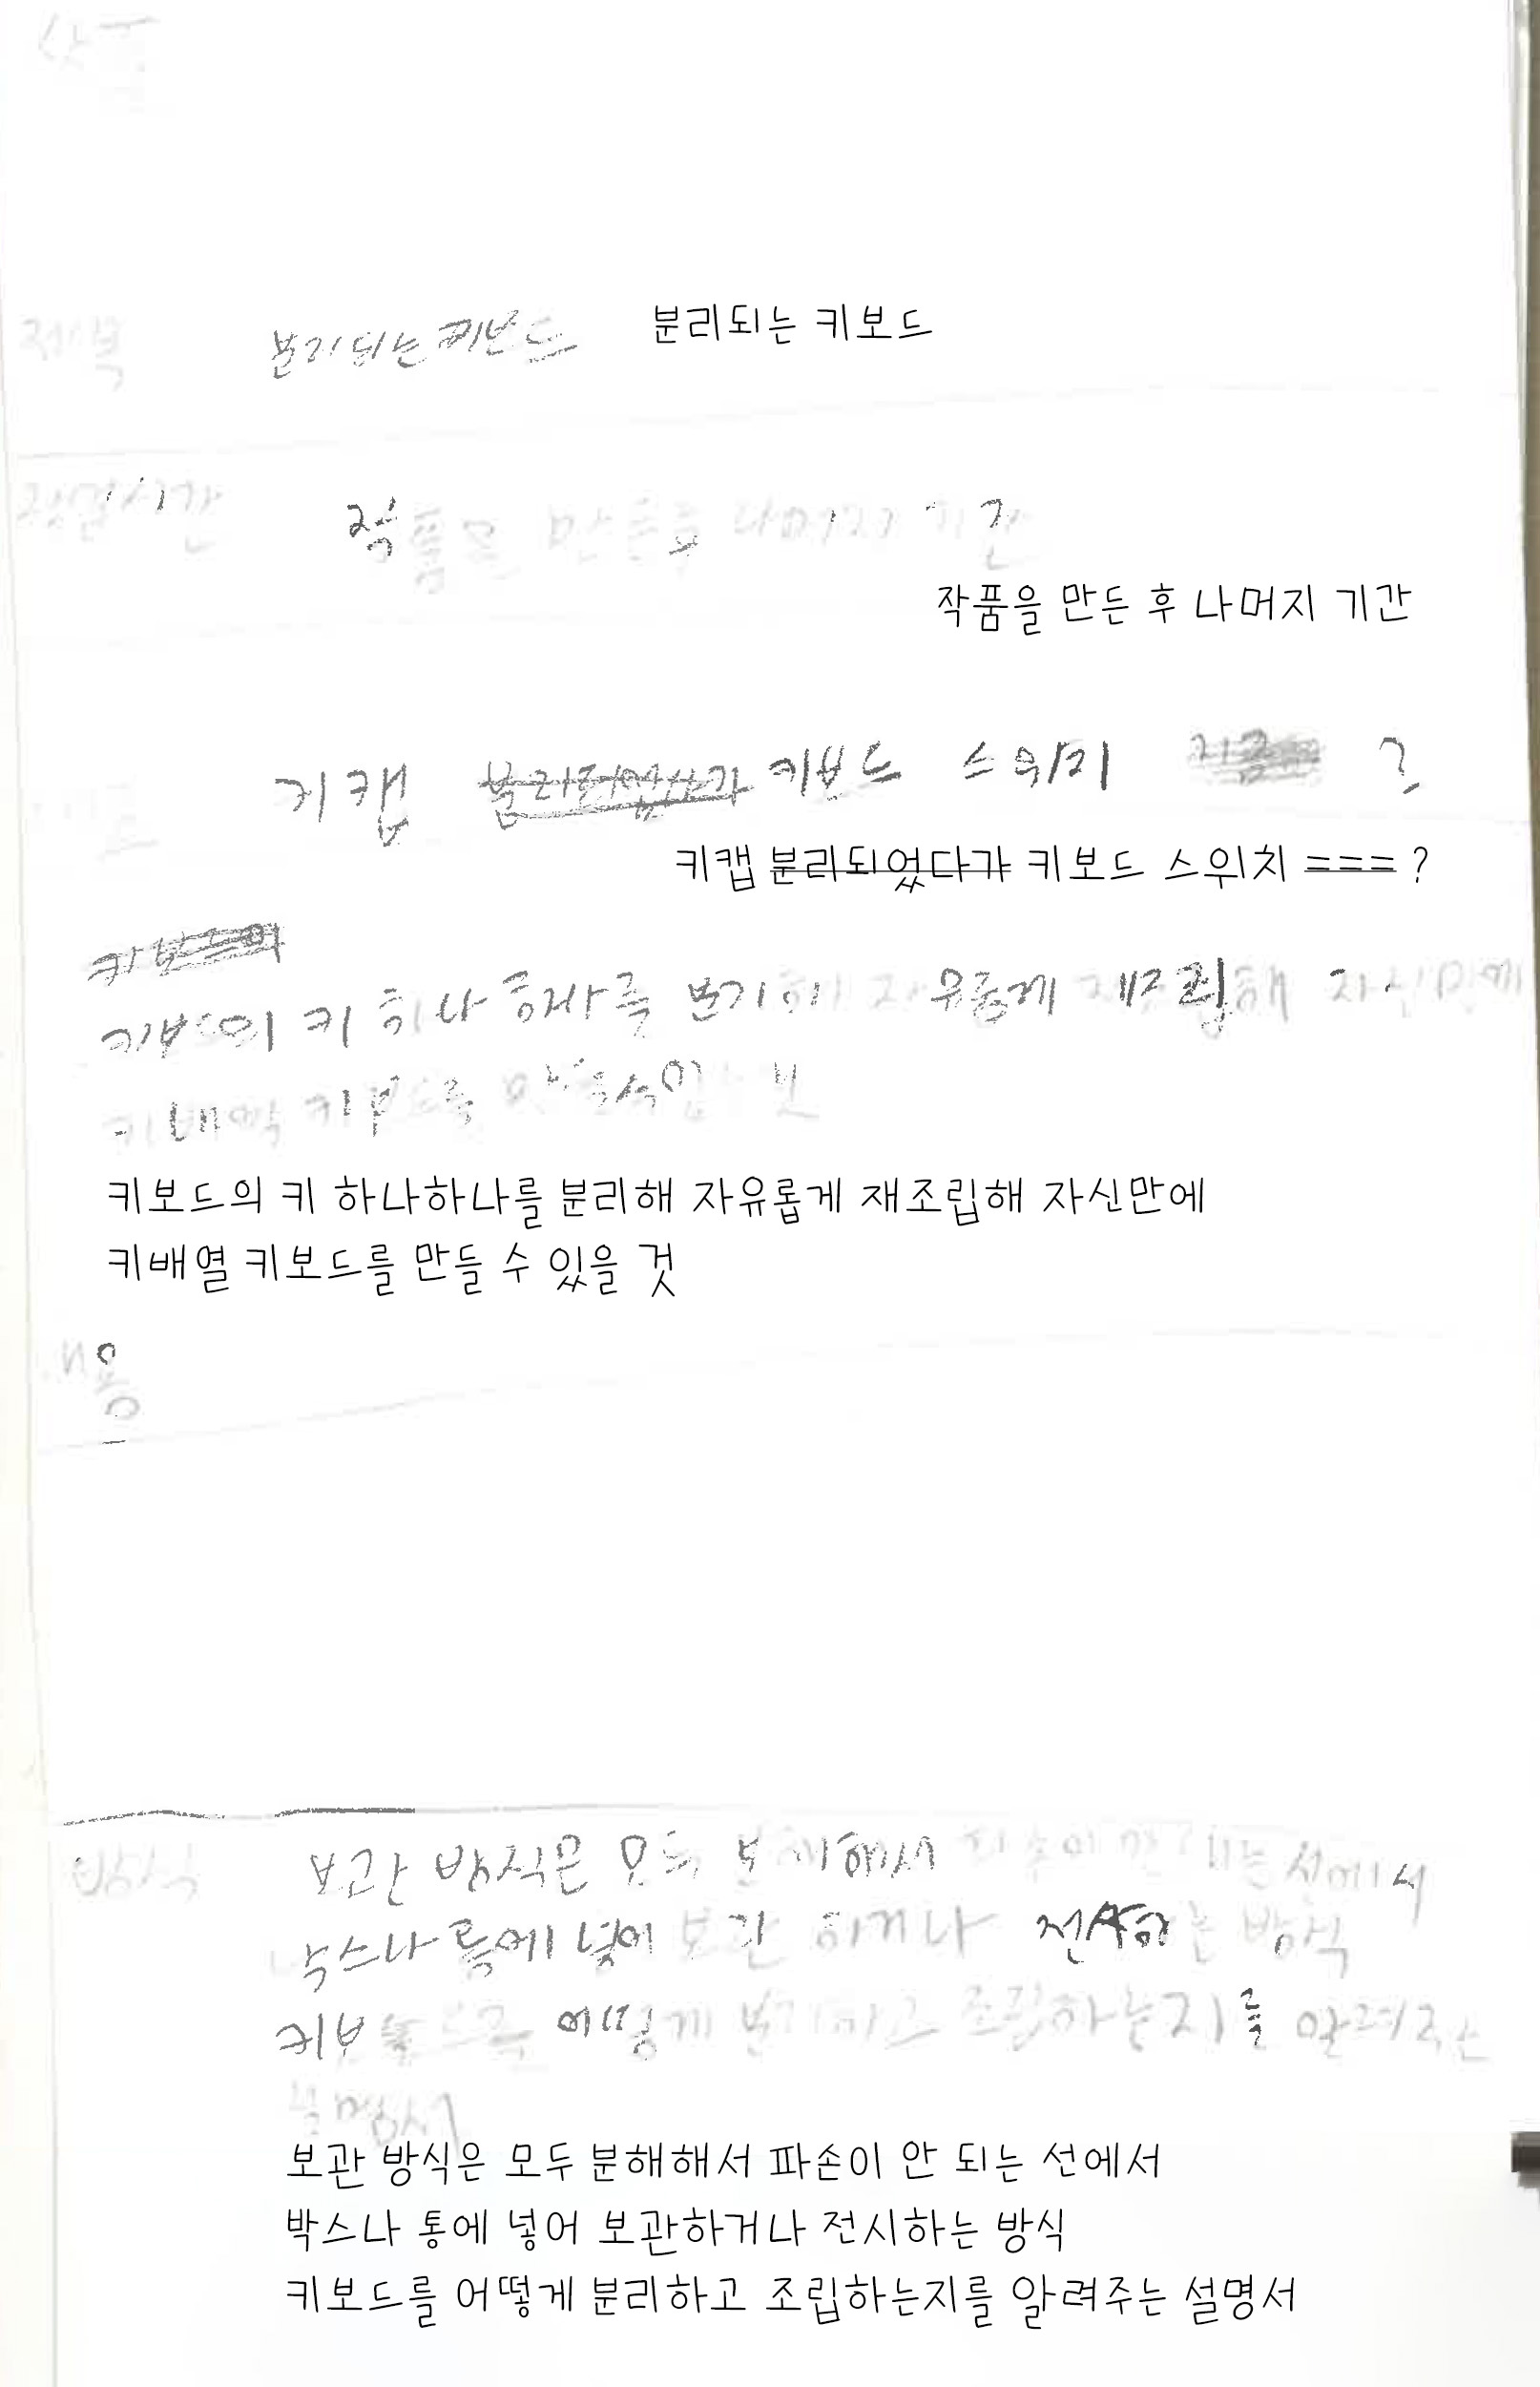 작품
제목 분리되는 키보드 분리되는 키보드
작품을 만든 후 나머지 기간
작품을 만든 후 나머지 기간
키캡 분리되었다가 키보드 스위치 ?
키캡 분리되었다가 키보드 스위치 === ?
키보드의
키보드의 키 하나하나를 분리해 자유롭게 재조립해 자신만에
키배열 키보드를 만들 수 있
키보드의 키 하나하나를 분리해 자유롭게 재조립해 자신만에
키배열 키보드를 만들 수 있을 것
내용
방식 보관 방식은 모두 분해해서 파손이 안 되는 선에서
박스나 통에 넣어 보관하거나 전시하는 방식
키보드를 어떻게 분리하고 조립하는지를 알려주는
설명서
보관 방식은 모두 분해해서 파손이 안 되는 선에서
박스나 통에 넣어 보관하거나 전시하는 방식
키보드를 어떻게 분리하고 조립하는지를 알려주는 설명서